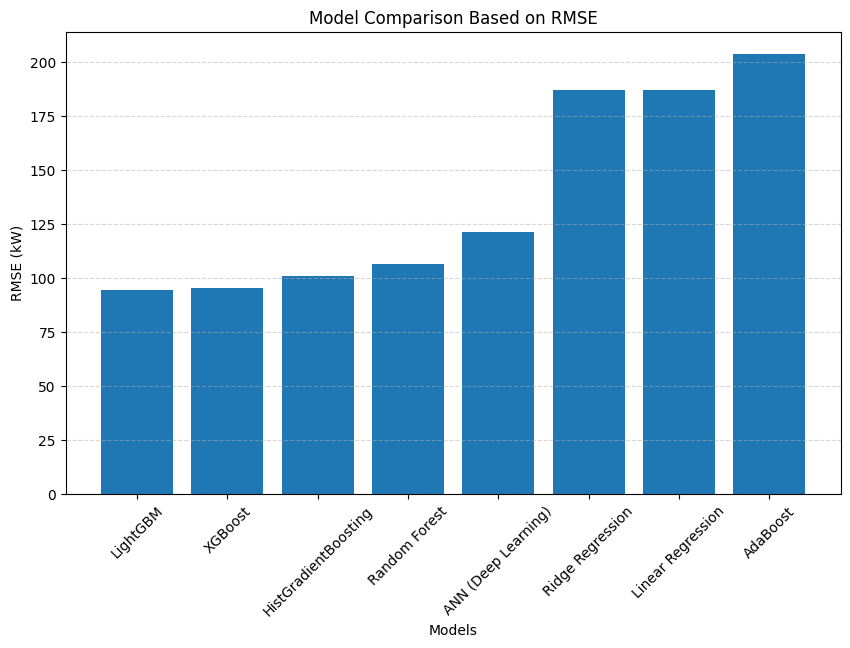 Model Comparison Based on RMSE
RMSE (kW)
200
175
150
125
100
75
50
25
0
LightGBM
XGBoost
HistGradientBoosting
Random Forest
ANN (Deep Learning)
Ridge Regression
Linear Regression
AdaBoost
Models